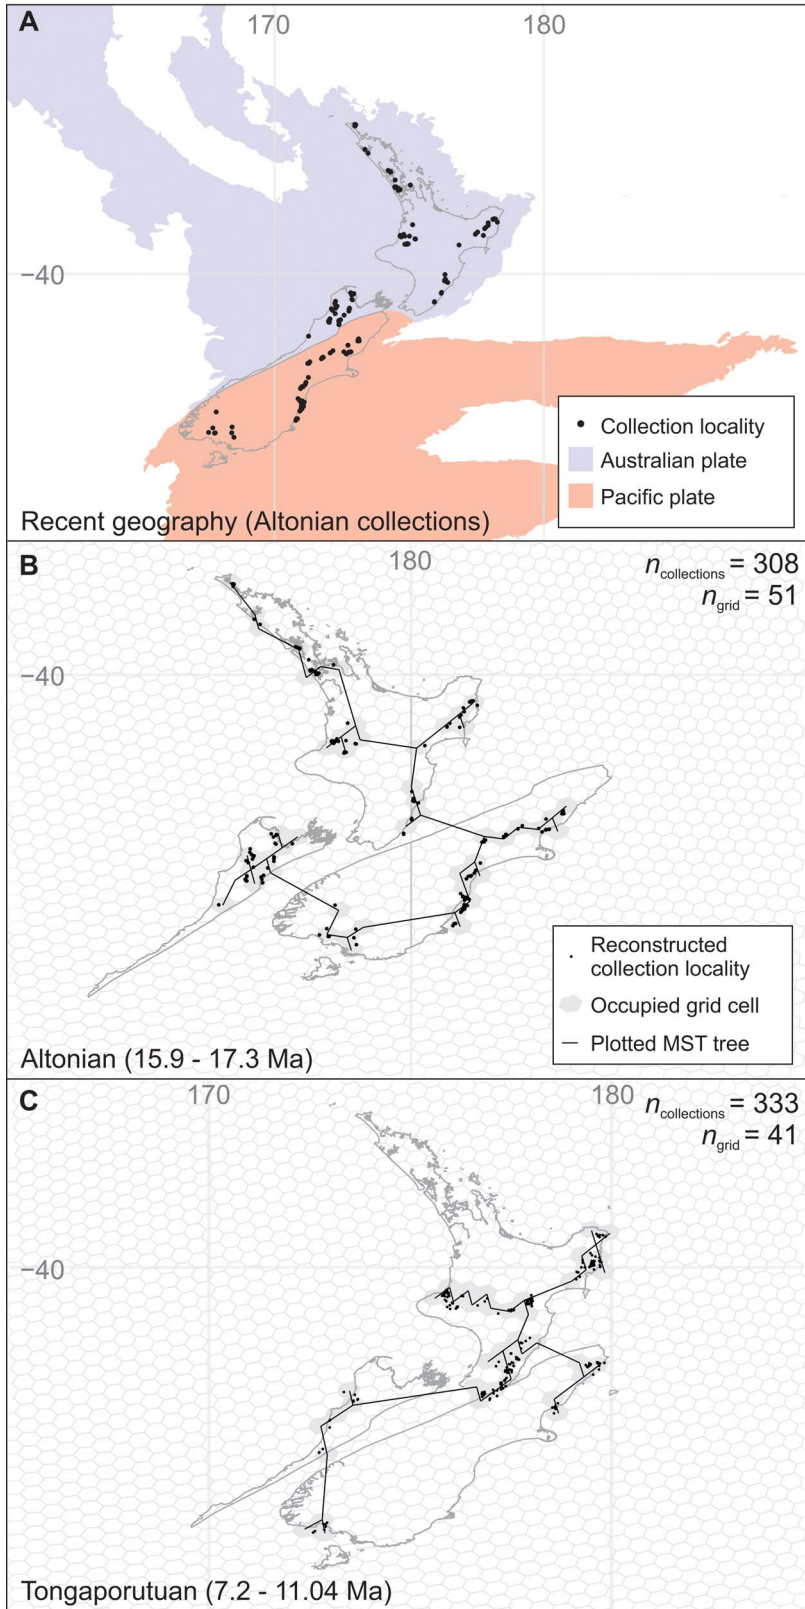 A
170 180
−40
Collection locality
Australian plate
Pacific plate
Recent geography (Altonian collections)
B
180
n collections = 308
n grid = 51
−40
Reconstructed
collection locality
Occupied grid cell
Plotted MST tree
Altonian (15.9 - 17.3 Ma)
C
170 180
n collections = 333
n grid = 41
−40
Tongaporutuan (7.2 - 11.04 Ma)